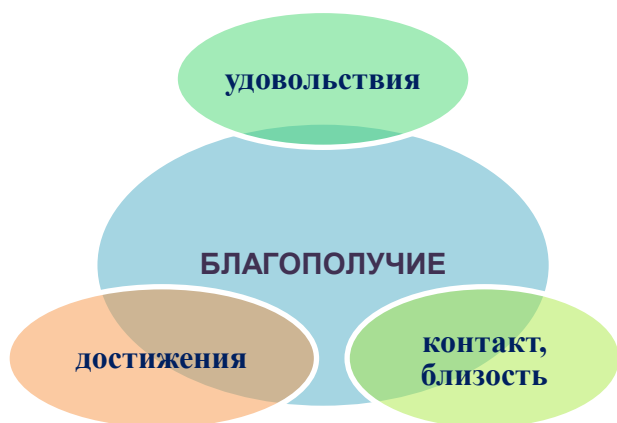 удовольствия
БЛАГОПОЛУЧИЕ
достижения
контакт,
близость